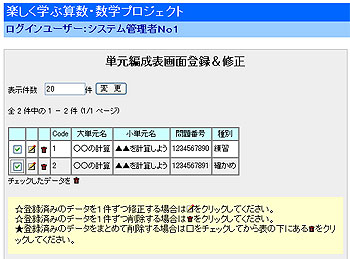 楽しく学ぶ算数・数学プロジェクト
ログインユーザー:システム管理者No1
単元編成表画面登録＆修正
表示件数 20 件 変 更
全 2 件中の 1 - 2 件 (1/1 ページ)
Code 大単元名 小単元名 問題番号 種別
1 〇〇の計算 ▲▲を計算しよう 1234567890 練習
2 〇〇の計算 ▲▲を計算しよう 1234567891 確かめ
チェックしたデータを
☆登録済みのデータを1件ずつ修正する場合はをクリックしてください。
☆登録済みのデータを1件ずつ削除する場合はをクリックしてください。
★登録済みのデータをまとめて削除する場合は□をチェックしてから表の下にあるをクリ
ックしてください。